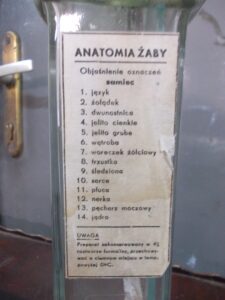 ANATOMIA ŻABY
Objaśnienie oznaczeń
samiec
1. język
2. żołądek
3. dwunastnica
4. jelito cienkie
5. jelito grube
6. wątroba
7. woreczek żółciowy
8. trzustka
9. śledziona
10. serce
11. płuca
12. nerka
13. pęcherz moczowy
14. jądra
UWAGA
Preparat zakonserwowany w 4%
roztworze formaliny, przechowy-
wać w ciemnym miejscu w temp.
powyżej 0°C.